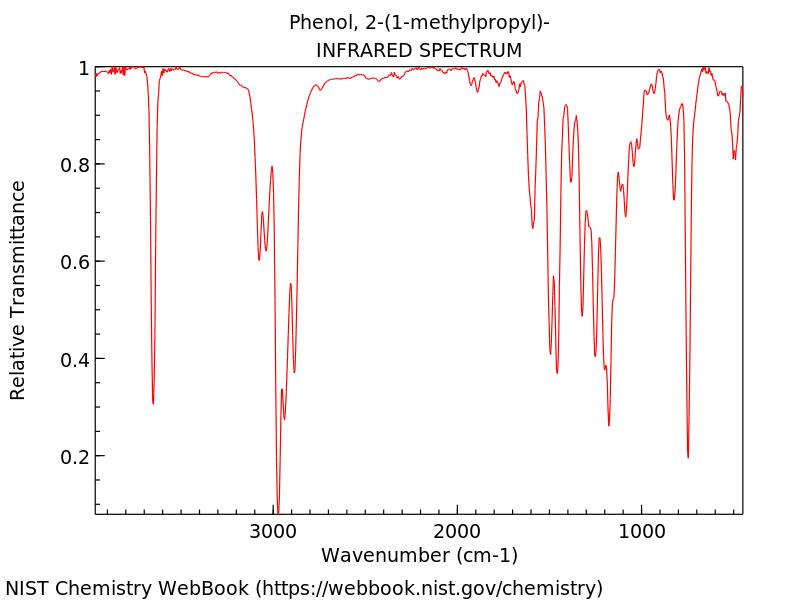 Phenol, 2-(1-methylpropyl)-
INFRARED SPECTRUM
1
0.8
0.6
0.4
0.2
Relative Transmittance
3000 2000 1000
Wavenumber (cm-1)
NIST Chemistry WebBook (https://webbook.nist.gov/chemistry)